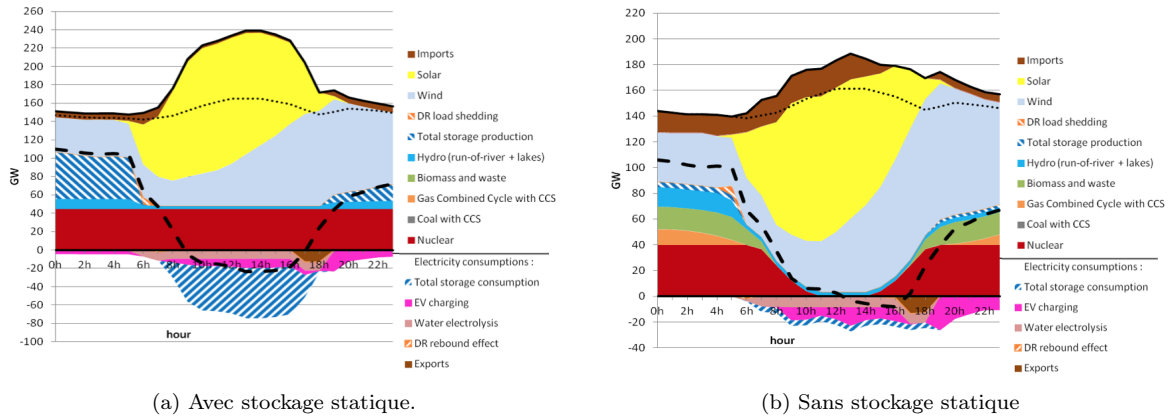 260
240
220
200
180
160
140
120
100
80
60
40
20
0
-20
-40
-60
-80
-100
GW
0h 2h 4h 6h 8h 10h 12h 14h 16h 18h 20h 22h
hour
Imports
Solar
Wind
DR load shedding
Total storage production
Hydro (run-of-river + lakes)
Biomass and waste
Gas Combined Cycle with CCS
Coal with CCS
Nuclear
Electricity consumptions :
Total storage consumption
EV charging
Water electrolysis
DR rebound effect
Exports
(a) Avec stockage statique.
220
200
180
160
140
120
100
80
60
40
20
0
-20
-40
GW
0h 2h 4h 6h 8h 10h 12h 14h 16h 18h 20h 22h
hour
Imports
Solar
Wind
DR load shedding
Total storage production
Hydro (run-of-river + lakes)
Biomass and waste
Gas Combined Cycle with CCS
Coal with CCS
Nuclear
Electricity consumptions :
Total storage consumption
EV charging
Water electrolysis
DR rebound effect
Exports
(b) Sans stockage statique